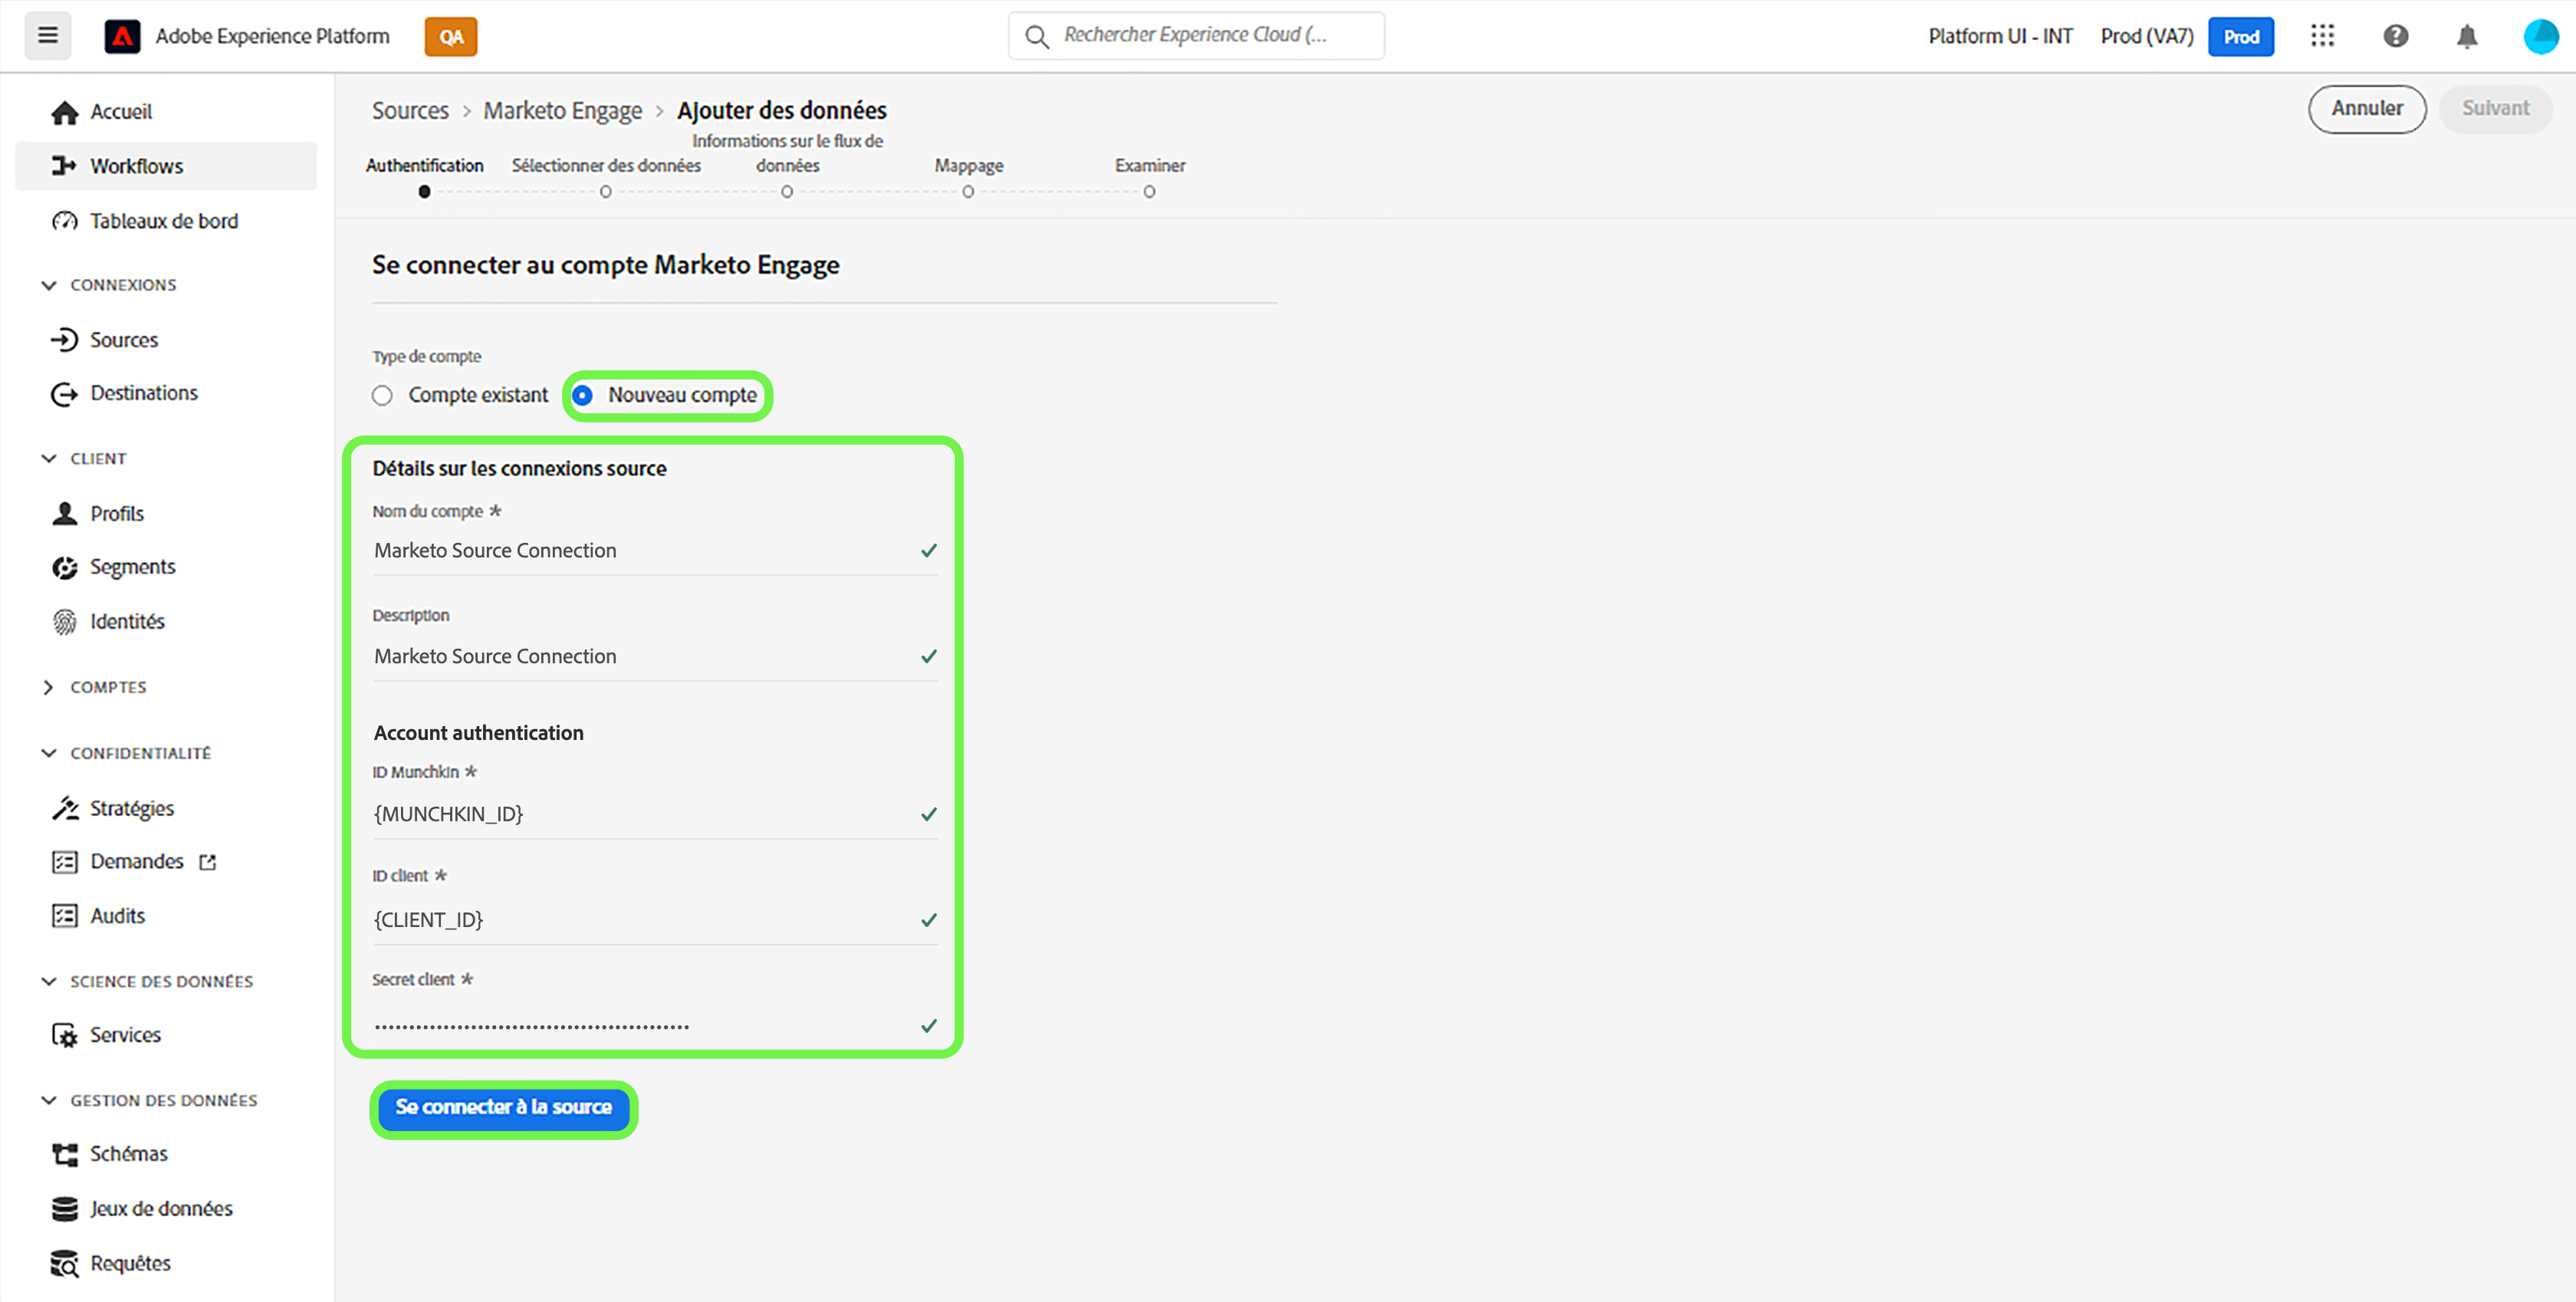 Adobe Experience Platform
QA
Rechercher Experience Cloud (...
Platform UI - INT
Prod (VA7)
Prod
Accueil
Workflows
Tableaux de bord
CONNEXIONS
Sources
Destinations
CLIENT
Profils
Segments
Identités
COMPTES
CONFIDENTIALITÉ
Stratégies
Demandes
Audits
SCIENCE DES DONNÉES
Services
GESTION DES DONNÉES
Schémas
Jeux de données
Requêtes
Sources > Marketo Engage > Ajouter des données
Annuler
Suivant
Authentification
Sélectionner des données
Informations sur le flux de
données
Mappage
Examiner
Se connecter au compte Marketo Engage
Type de compte
Compte existant
Nouveau compte
Détails sur les connexions source
Nom du compte *
Marketo Source Connection
Description
Marketo Source Connection
Account authentication
ID Munchkin *
{MUNCHKIN_ID}
ID client *
{CLIENT_ID}
Secret client *
Se connecter à la source